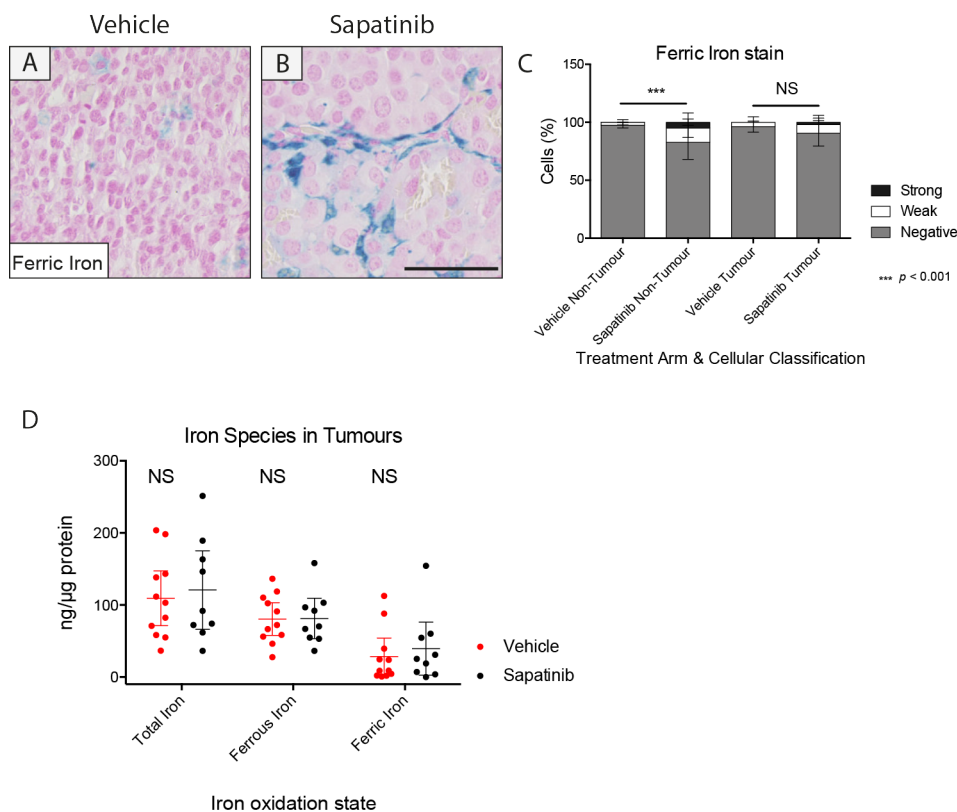 Vehicle
Sapatinib
A
B
Ferric Iron
C
Ferric Iron stain
150
100
50
0
Cells (%)
***
NS
Strong
Weak
Negative
*** p < 0.001
Vehicle Non-Tumour
Sapatinib Non-Tumour
Vehicle Tumour
Sapatinib Tumour
Treatment Arm & Cellular Classification
D
Iron Species in Tumours
300
200
100
0
ng/µg protein
NS
NS
NS
Vehicle
Sapatinib
Total Iron
Ferrous Iron
Ferric Iron
Iron oxidation state